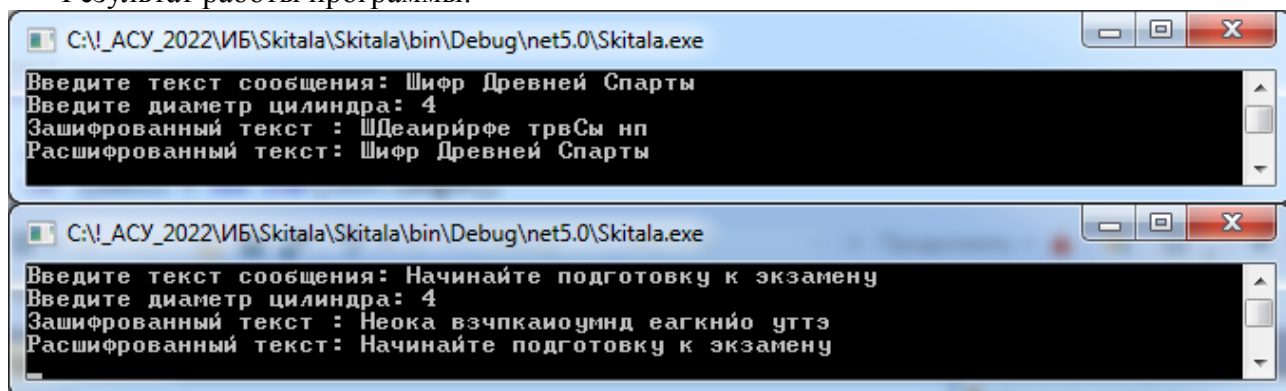 Результат работы программы:
C:\!_АСУ_2022\ИБ\Skitala\Skitala\bin\Debug\net5.0\Skitala.exe
Введите текст сообщения: Шифр Древней Спарты
Введите диаметр цилиндра: 4
Зашифрованный текст : ШДеаирйрфе трвСы нп
Расшифрованный текст: Шифр Древней Спарты
C:\!_АСУ_2022\ИБ\Skitala\Skitala\bin\Debug\net5.0\Skitala.exe
Введите текст сообщения: Начинайте подготовку к экзамену
Введите диаметр цилиндра: 4
Зашифрованный текст : Неока взчпкаиоумнд еагкнйо уттэ
Расшифрованный текст: Начинайте подготовку к экзамену